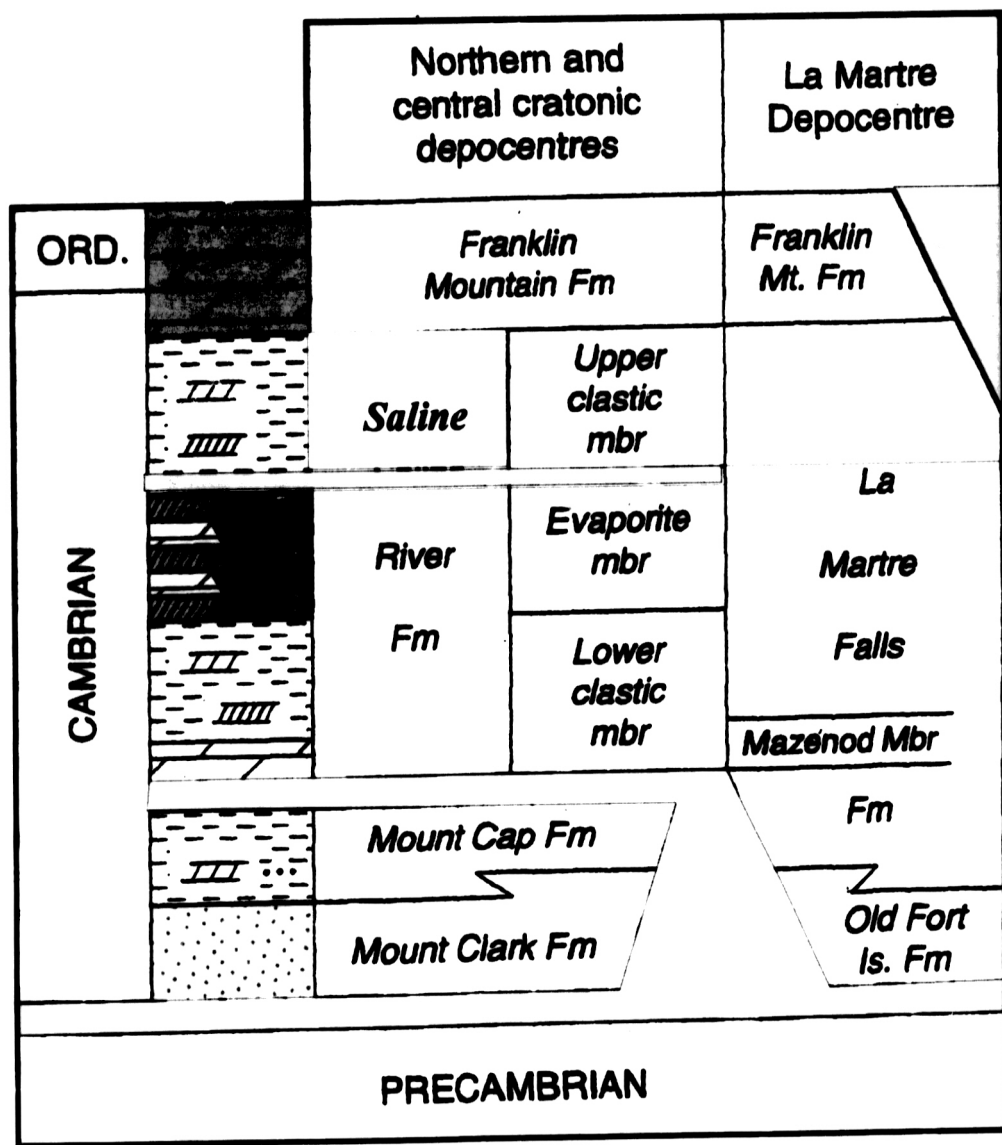 Northern and
central cratonic
depocentres
La Martre
Depocentre
ORD.
Franklin
Mountain Fm
Franklin
Mt. Fm
CAMBRIAN
Saline
River
Fm
Upper
clastic
mbr
Evaporite
mbr
Lower
clastic
mbr
La
Martre
Falls
Mazenod Mbr
Fm
Mount Cap Fm
Mount Clark Fm
Old Fort
Is. Fm
PRECAMBRIAN